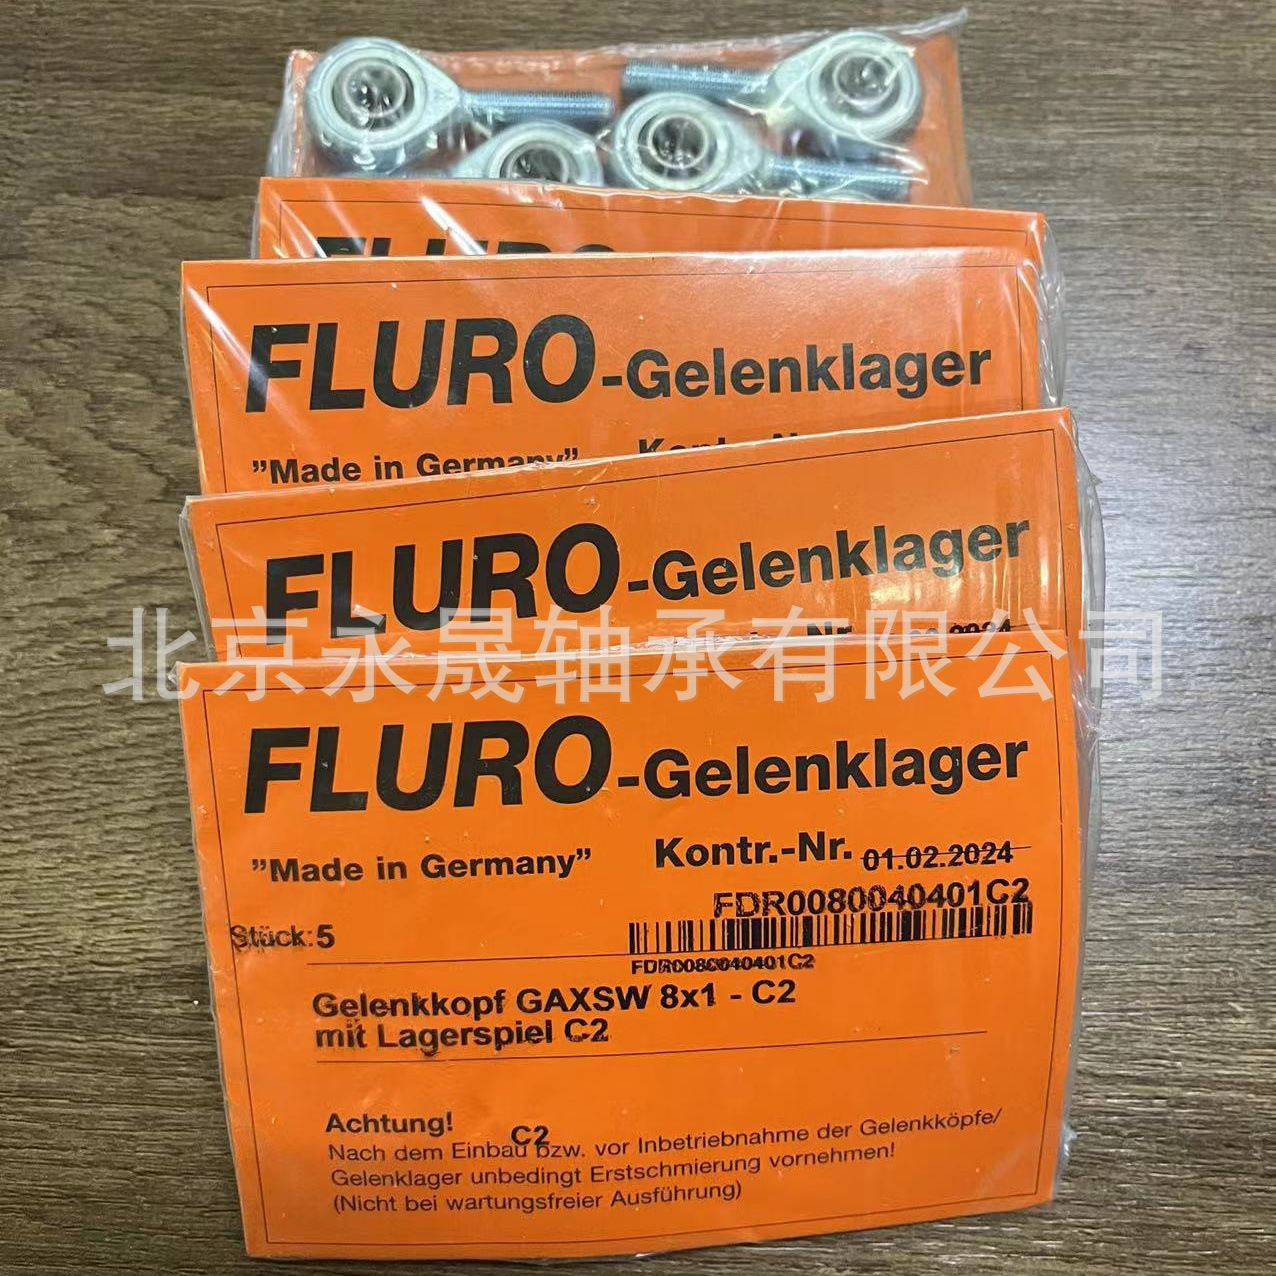 FLURO-Gelenklager
"Made in Germany"
FLURO-Gelenklager
北京永晟轴承有限公司
FLURO-Gelenklager
"Made in Germany" Kontr.-Nr. 01.02.2024
FDR0080040401C2
Stück:5
FDR0080040401C2
Gelenkkopf GAXSW 8x1 - C2
mit Lagerspiel C2
Achtung!
C2
Nach dem Einbau bzw. vor Inbetriebnahme der Gelenkköpfe/
Gelenklager unbedingt Erstschmierung vornehmen!
(Nicht bei wartungsfreier Ausführung)